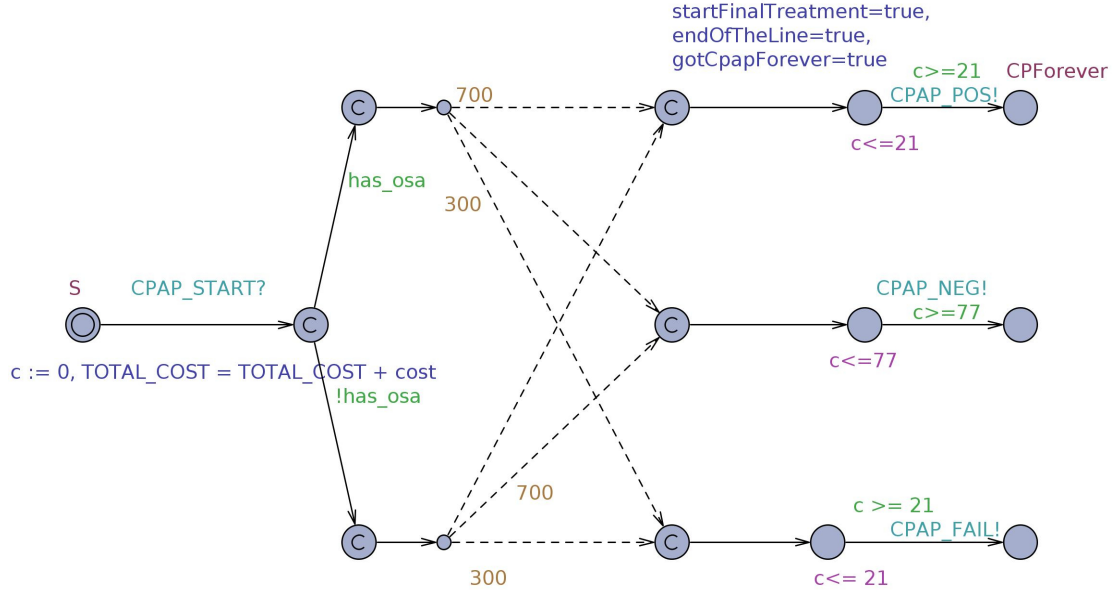 startFinalTreatment=true,
endOfTheLine=true,
gotCpapForever=true
c>=21
CPForever
C
700
C
CPAP_POS!
c<=21
has_osa
300
S
CPAP_START?
CPAP_NEG!
C
C
c>=77
c<=77
c := 0, TOTAL_COST = TOTAL_COST + cost
!has_osa
700
c >= 21
CPAP_FAIL!
C
C
300
c<= 21